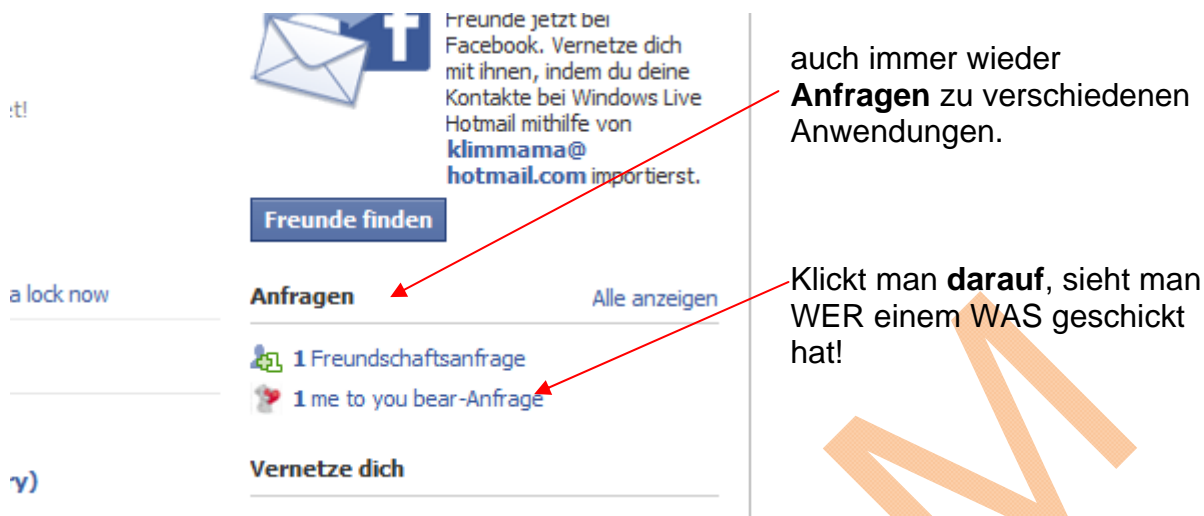 Freunde jetzt bei
Facebook. Vernetze dich
mit ihnen, indem du deine
Kontakte bei Windows Live
Hotmail mithilfe von
klimmama@
hotmail.com importierst.
Freunde finden
:t!
a lock now
Anfragen
Alle anzeigen
1 Freundschaftsanfrage
1 me to you bear-Anfrage
Vernetze dich
ry)
auch immer wieder
Anfragen zu verschiedenen
Anwendungen.
Klickt man darauf, sieht man
WER einem WAS geschickt
hat!
M